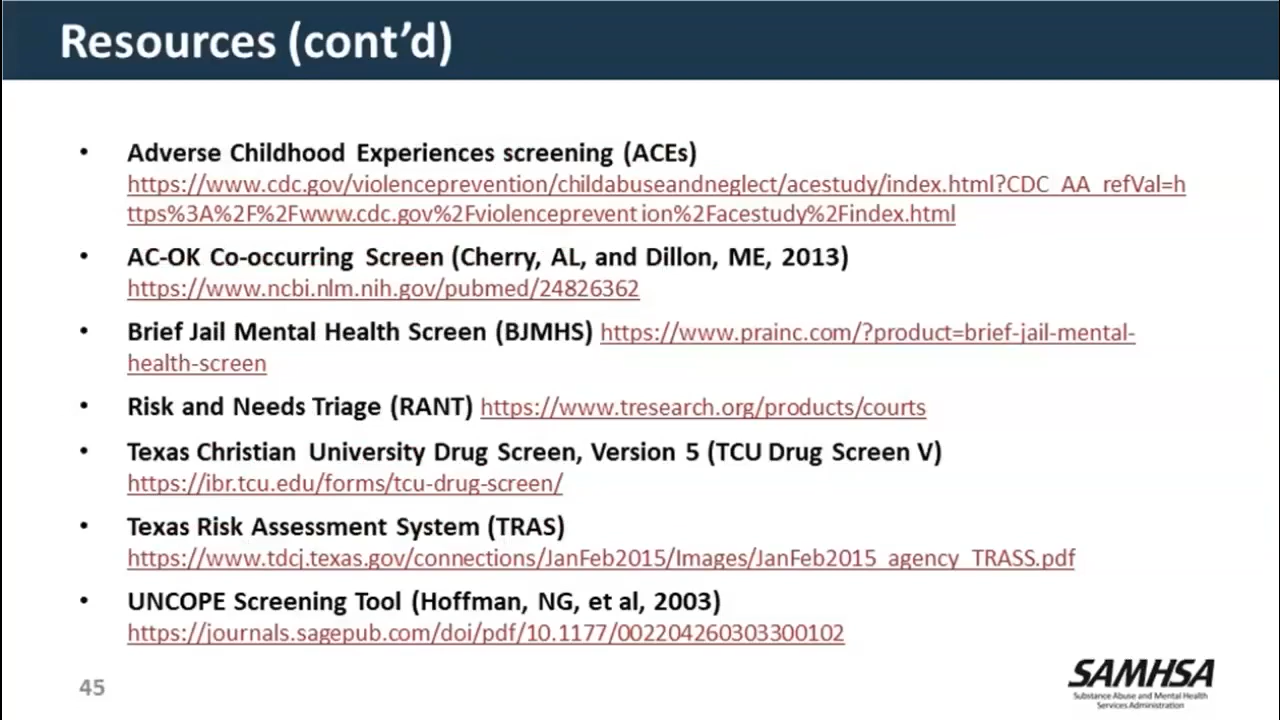 Resources (cont’d)
• Adverse Childhood Experiences screening (ACEs)
https://www.cdc.gov/violenceprevention/childabuseandneglect/acestudy/index.html?CDC_AA_refVal=h
ttps%3A%2F%2Fwww.cdc.gov%2Fviolenceprevention%2Facestudy%2Findex.html
• AC-OK Co-occurring Screen (Cherry, AL, and Dillon, ME, 2013)
https://www.ncbi.nlm.nih.gov/pubmed/24826362
• Brief Jail Mental Health Screen (BJMHS) https://www.prainc.com/?product=brief-jail-mental-
health-screen
• Risk and Needs Triage (RANT) https://www.tresearch.org/products/courts
• Texas Christian University Drug Screen, Version 5 (TCU Drug Screen V)
https://ibr.tcu.edu/forms/tcu-drug-screen/
• Texas Risk Assessment System (TRAS)
https://www.tdcj.texas.gov/connections/JanFeb2015/Images/JanFeb2015_agency_TRASS.pdf
• UNCOPE Screening Tool (Hoffman, NG, et al, 2003)
https://journals.sagepub.com/doi/pdf/10.1177/002204260303300102
45
SAMHSA
Substance Abuse and Mental Health
Services Administration